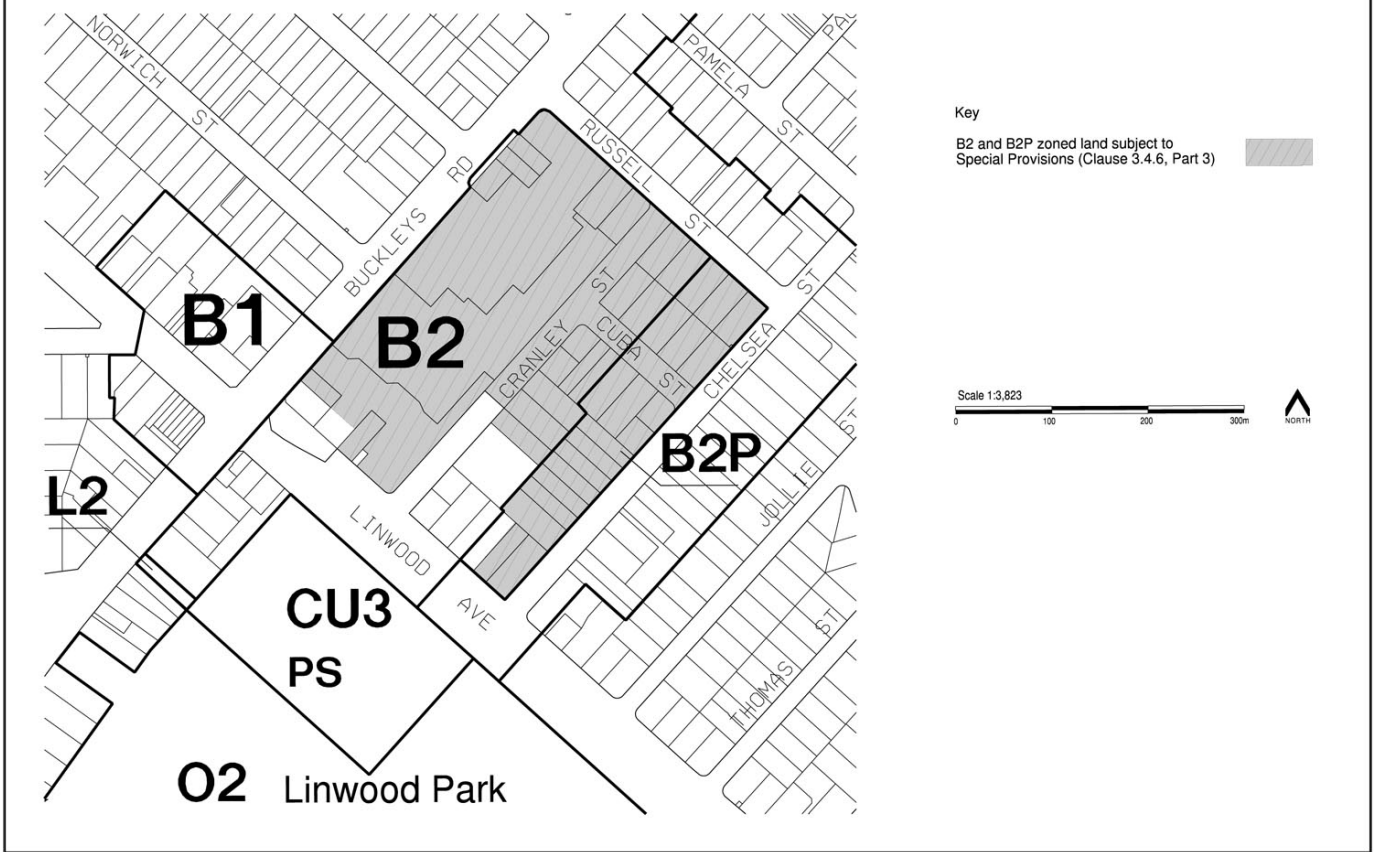 NORWICH ST
PAMELA ST
RUSSELL ST
BUCKLEYS RD
B1
B2
CRANLEY ST
CUBA ST
CHELSEA ST
B2P
L2
JOLLIE ST
LINWOOD AVE
CU3
PS
THOMAS ST
O2 Linwood Park
Key
B2 and B2P zoned land subject to
Special Provisions (Clause 3.4.6, Part 3)
Scale 1:3,823
0 100 200 300m
NORTH